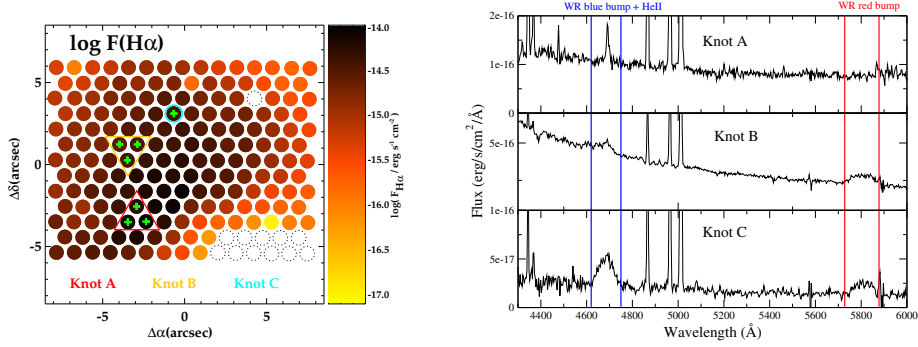 log F(Hα)
5
0
-5
Δδ(arcsec)
-5
0
5
Δα(arcsec)
Knot A
Knot B
Knot C
-14.0
-14.5
-15.0
-15.5
-16.0
-16.5
-17.0
log( F Hα / erg s⁻¹ cm⁻²)
WR blue bump + HeII
WR red bump
2e-16
1e-16
0
Knot A
5e-16
1e-16
Knot B
5e-17
0
Knot C
Flux (erg/s/cm²/Å)
4400
4600
4800
5000
5200
5400
5600
5800
6000
Wavelength (Å)